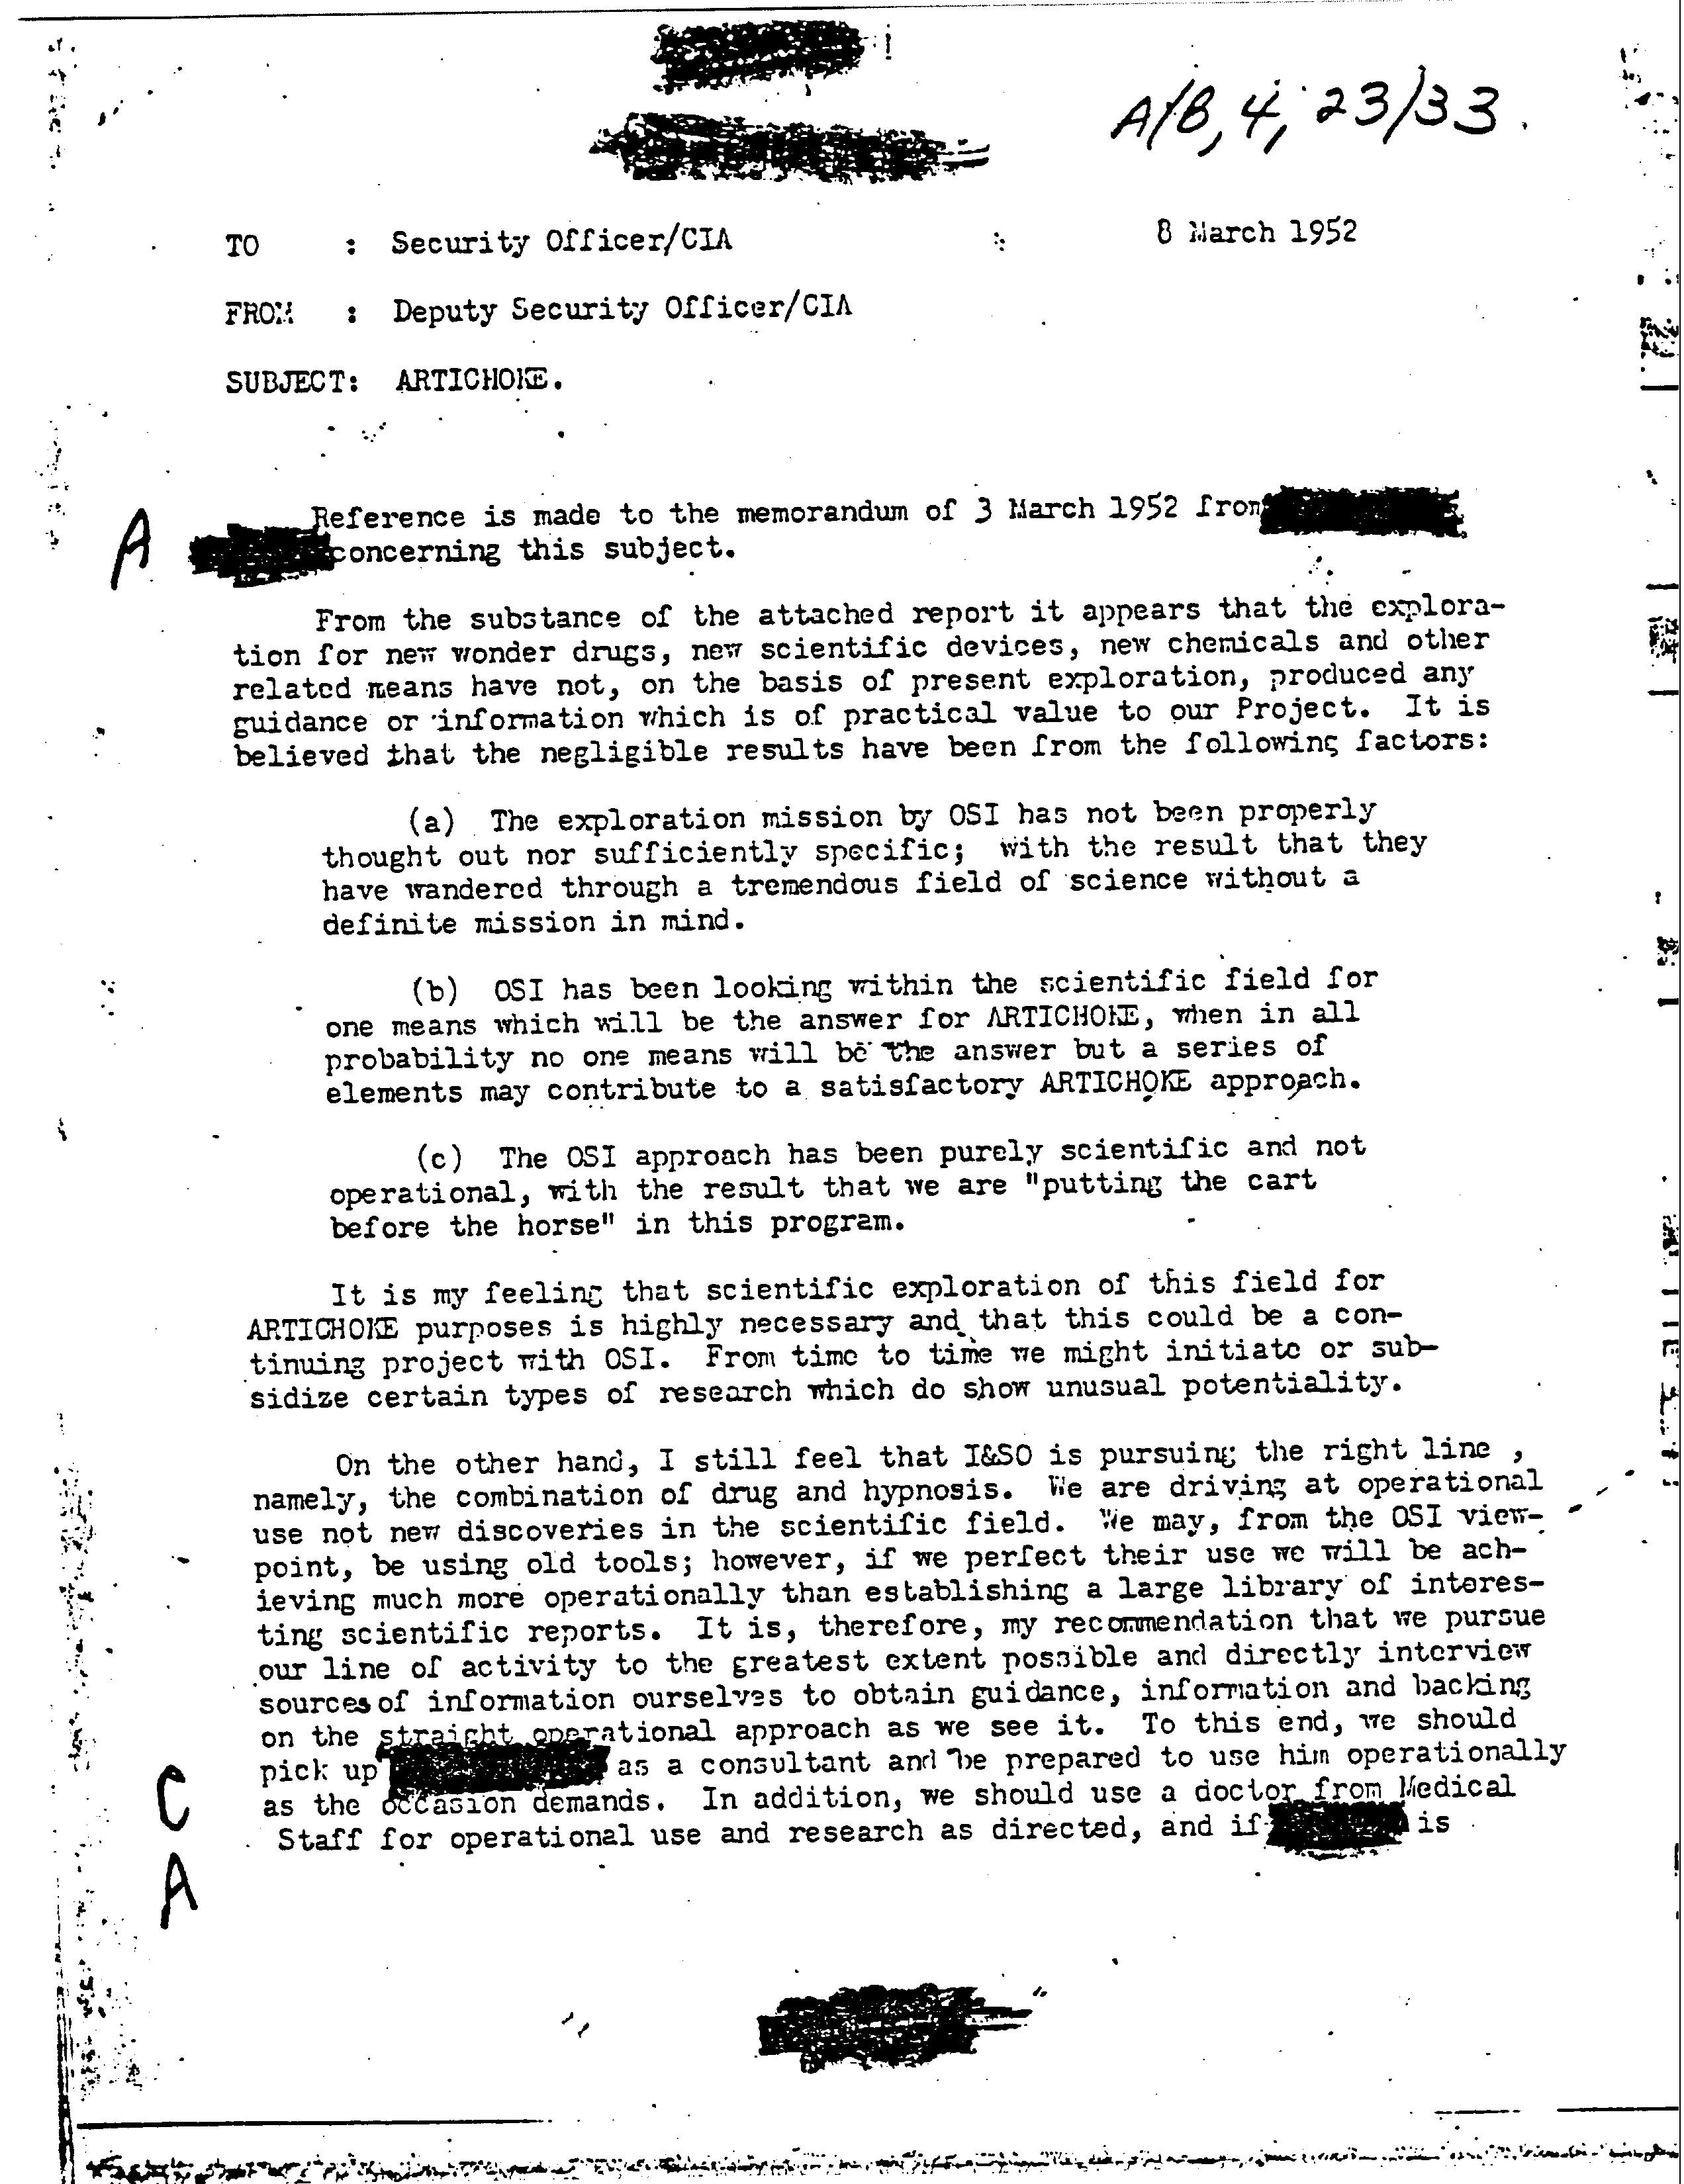 A/B, 4, 23/33.
TO : Security Officer/CIA 8 March 1952
FROM : Deputy Security Officer/CIA
SUBJECT: ARTICHOKE.
A
Reference is made to the memorandum of 3 March 1952 from
concerning this subject.
From the substance of the attached report it appears that the explora-
tion for new wonder drugs, new scientific devices, new chemicals and other
related means have not, on the basis of present exploration, produced any
guidance or information which is of practical value to our Project. It is
believed that the negligible results have been from the following factors:
(a) The exploration mission by OSI has not been properly
thought out nor sufficiently specific; with the result that they
have wandered through a tremendous field of science without a
definite mission in mind.
(b) OSI has been looking within the scientific field for
one means which will be the answer for ARTICHOKE, when in all
probability no one means will be the answer but a series of
elements may contribute to a satisfactory ARTICHOKE approach.
(c) The OSI approach has been purely scientific and not
operational, with the result that we are "putting the cart
before the horse" in this program.
It is my feeling that scientific exploration of this field for
ARTICHOKE purposes is highly necessary and that this could be a con-
tinuing project with OSI. From time to time we might initiate or sub-
sidize certain types of research which do show unusual potentiality.
On the other hand, I still feel that I&SO is pursuing the right line ,
namely, the combination of drug and hypnosis. We are driving at operational
use not new discoveries in the scientific field. We may, from the OSI view-
point, be using old tools; however, if we perfect their use we will be ach-
ieving much more operationally than establishing a large library of interes-
ting scientific reports. It is, therefore, my recommendation that we pursue
our line of activity to the greatest extent possible and directly interview
sources of information ourselves to obtain guidance, information and backing
on the straight operational approach as we see it. To this end, we should
pick up as a consultant and be prepared to use him operationally
as the occasion demands. In addition, we should use a doctor from Medical
Staff for operational use and research as directed, and if is
C
A